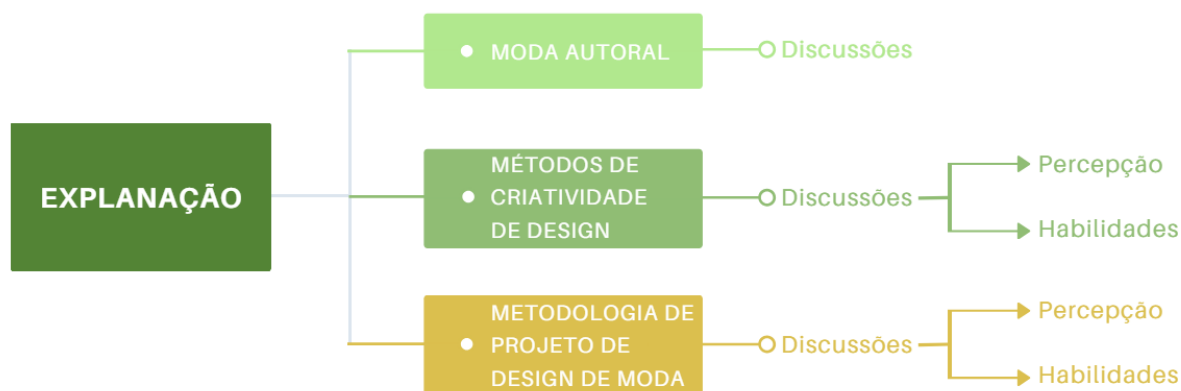 EXPLANAÇÃO
MODA AUTORAL
Discussões
MÉTODOS DE
CRIATIVIDADE
DE DESIGN
Discussões
Percepção
Habilidades
METODOLOGIA DE
PROJETO DE
DESIGN DE MODA
Discussões
Percepção
Habilidades